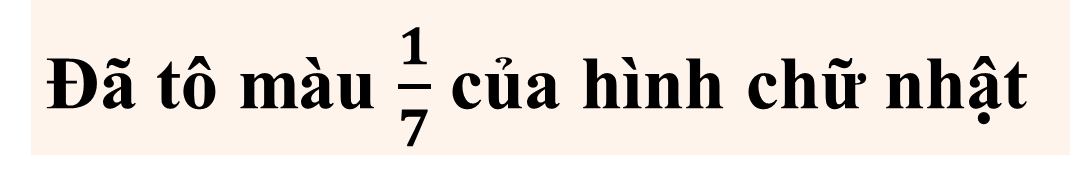 Đã tô màu 1/7 của hình chữ nhật